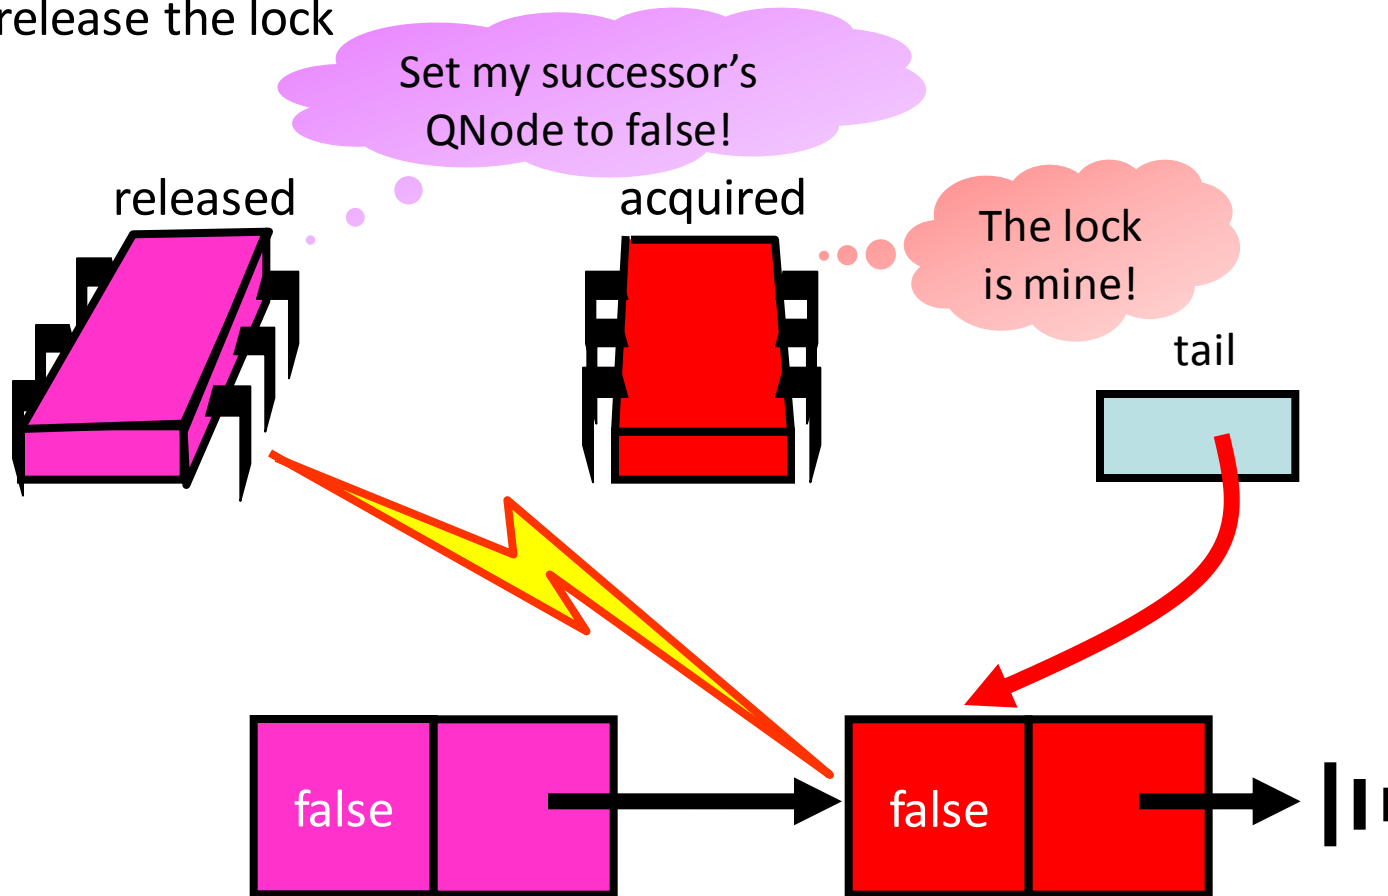 release the lock
Set my successor’s
QNode to false!
released
acquired
The lock
is mine!
tail
false
false